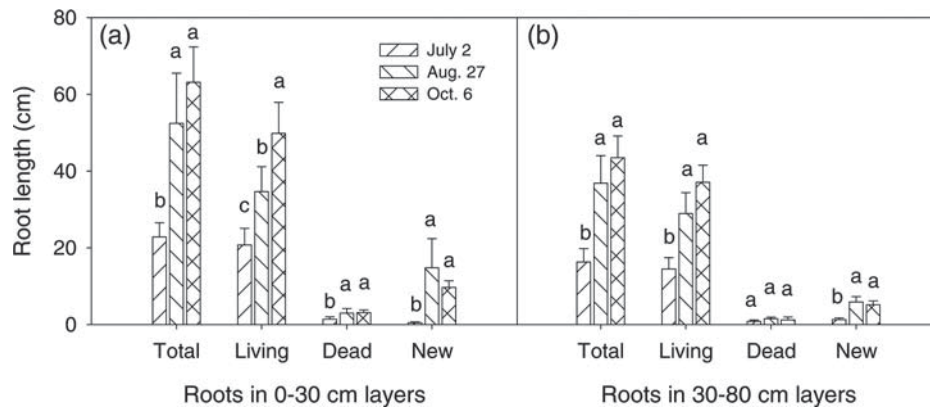 80
60
40
20
0
Root length (cm)
(a)
July 2
Aug. 27
Oct. 6
b
a
a
c
b
a
b
a
a
b
a
a
Total
Living
Dead
New
Roots in 0-30 cm layers
(b)
b
a
a
b
a
a
a
a
a
b
a
a
Total
Living
Dead
New
Roots in 30-80 cm layers